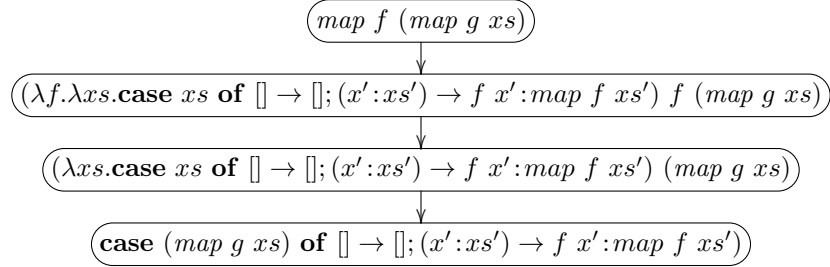 map f (map g xs)
(λf.λxs.case xs of [] → []; (x′:xs′) → f x′:map f xs′) f (map g xs)
(λxs.case xs of [] → []; (x′:xs′) → f x′:map f xs′) (map g xs)
case (map g xs) of [] → []; (x′:xs′) → f x′:map f xs′)